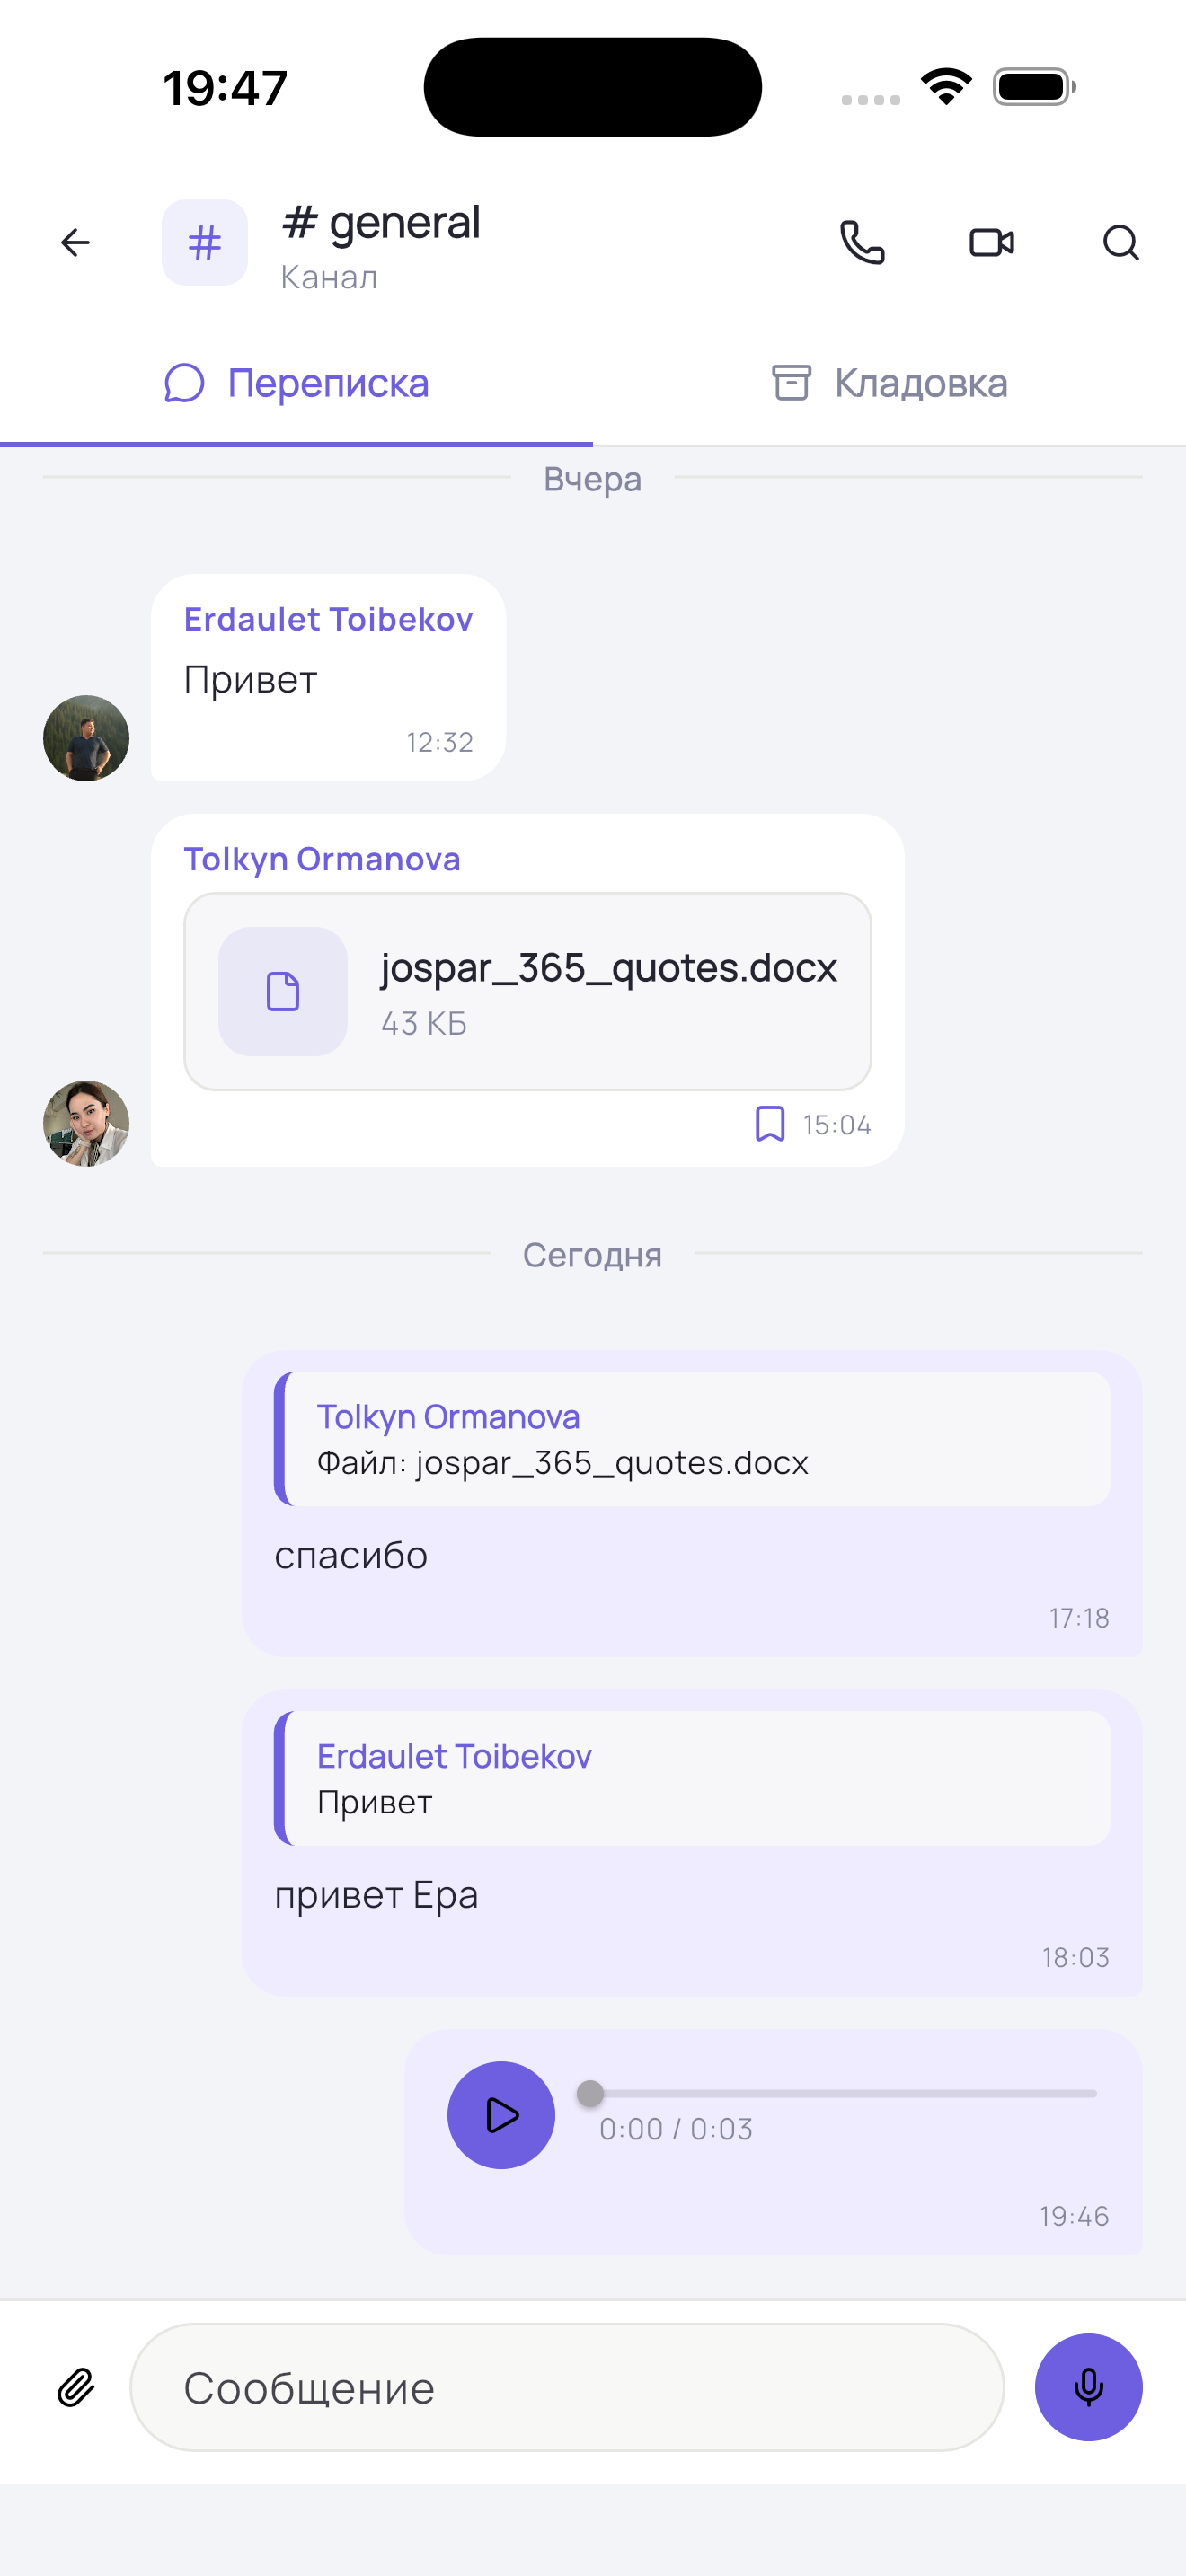 19:47
# general
Канал
Переписка
Кладовка
Вчера
Erdaulet Toibekov
Привет
12:32
Tolkyn Ormanova
jospar_365_quotes.docx
43 КБ
15:04
Сегодня
Tolkyn Ormanova
Файл: jospar_365_quotes.docx
спасибо
17:18
Erdaulet Toibekov
Привет
привет Ера
18:03
0:00 / 0:03
19:46
Сообщение